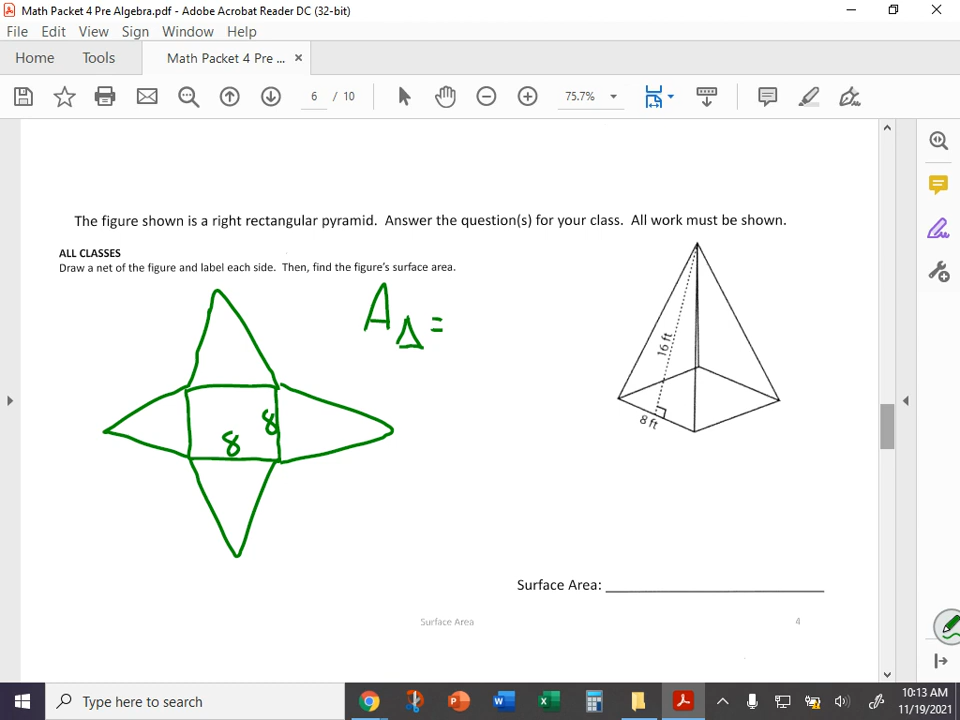 Math Packet 4 Pre Algebra.pdf - Adobe Acrobat Reader DC (32-bit)
File Edit View Sign Window Help
Home Tools Math Packet 4 Pre ... ×
6 / 10 75.7%
The figure shown is a right rectangular pyramid. Answer the question(s) for your class. All work must be shown.
ALL CLASSES
Draw a net of the figure and label each side. Then, find the figure's surface area.
A△ =
16 ft
8 ft
8
8
Surface Area: ____________________
Surface Area 4
Type here to search
10:13 AM
11/19/2021